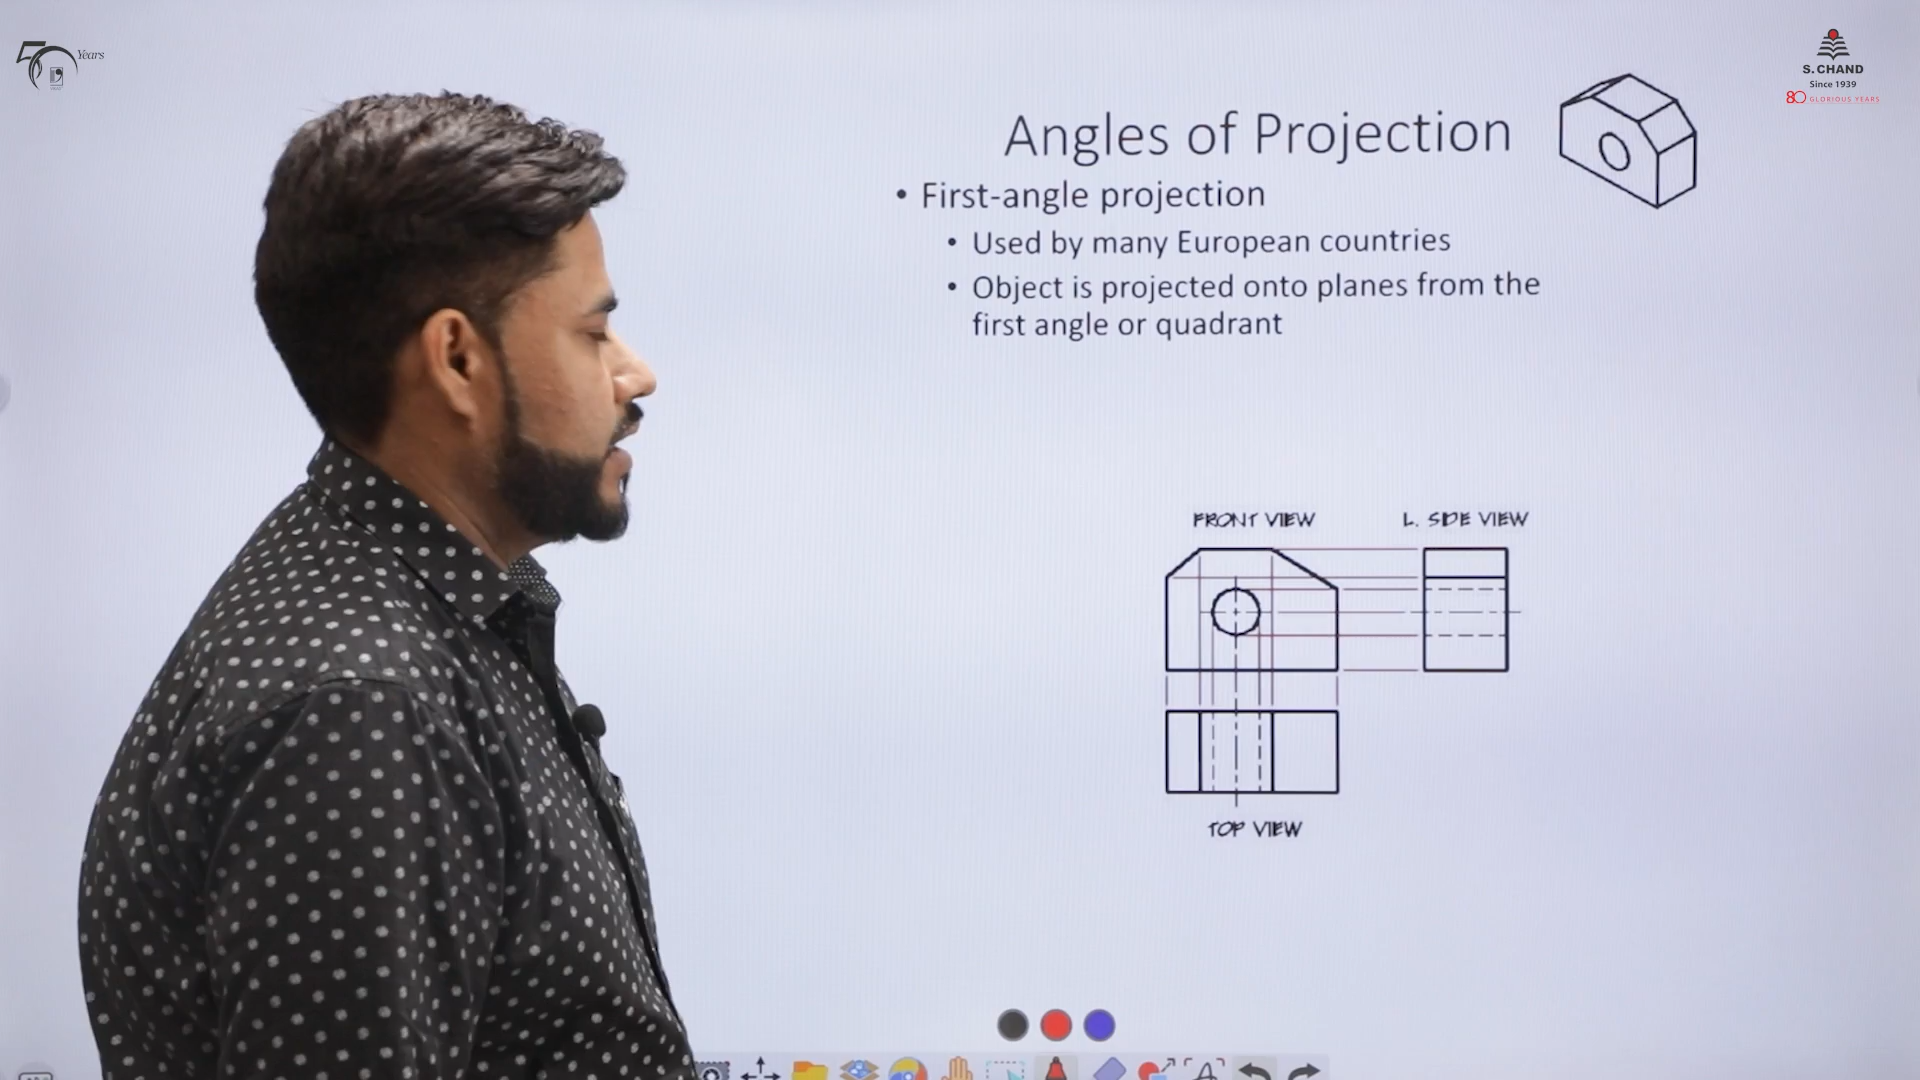 50 Years
S. CHAND
Since 1939
80 GLORIOUS YEARS
Angles of Projection
• First-angle projection
• Used by many European countries
• Object is projected onto planes from the
first angle or quadrant
FRONT VIEW
L. SIDE VIEW
TOP VIEW